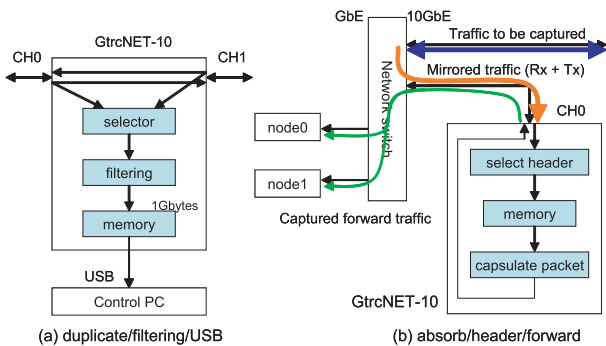 GtrcNET-10
CH0
CH1
selector
filtering
1Gbytes
memory
USB
Control PC
(a) duplicate/filtering/USB
GbE
10GbE
Traffic to be captured
Mirrored traffic (Rx + Tx)
Network switch
CH0
node0
node1
Captured forward traffic
select header
memory
capsulate packet
GtrcNET-10
(b) absorb/header/forward